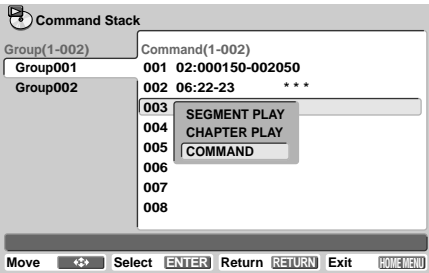 Command Stack
Group(1-002) Command(1-002)
Group001 001 02:000150-002050
Group002 002 06:22-23 * * *
003
SEGMENT PLAY
004 CHAPTER PLAY
005 COMMAND
006
007
008
Move Select ENTER Return RETURN Exit HOME MENU